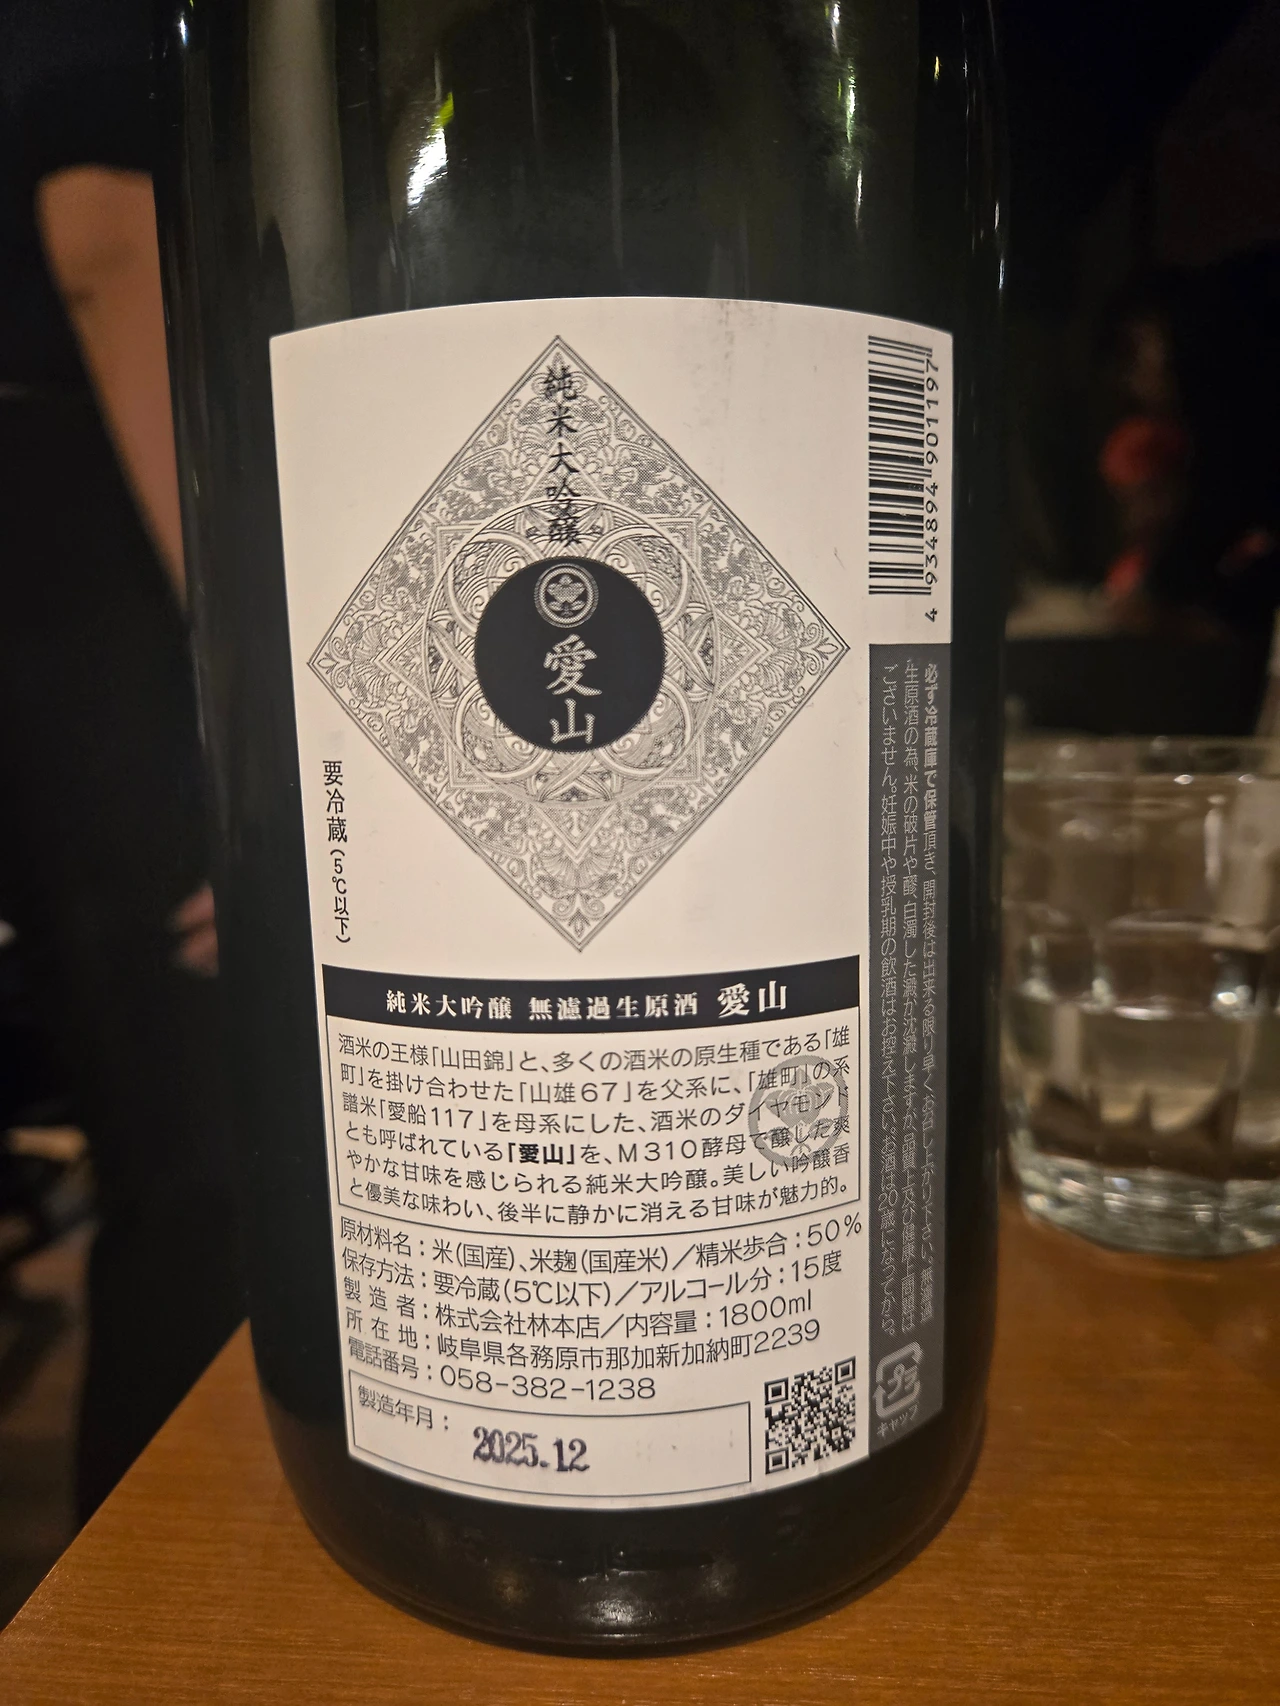 純米大吟醸
愛山
要冷蔵(5℃以下)
4 934894 901197
必ず冷蔵庫で保管頂き、開封後は出来る限り早くお召し上がり下さい。無濾過
生原酒の為、米の破片や醪、白濁した澱が沈澱しますが、品質上及び健康上問題は
ございません。妊娠中や授乳期の飲酒はお控え下さい。お酒は20歳になってから。
キャップ
純米大吟醸 無濾過生原酒 愛山
酒米の王様「山田錦」と、多くの酒米の原生種である「雄
町」を掛け合わせた「山雄67」を父系に、「雄町」の系
譜米「愛船117」を母系にした、酒米のダイヤモンド
とも呼ばれている「愛山」を、M310酵母で醸した爽
やかな甘味を感じられる純米大吟醸。美しい吟醸香
と優美な味わい、後半に静かに消える甘味が魅力的。
原材料名:米(国産)、米麹(国産米)/精米歩合:50%
保存方法:要冷蔵(5℃以下)/アルコール分:15度
製造者:株式会社林本店/内容量:1800ml
所在地:岐阜県各務原市那加新加納町2239
電話番号:058-382-1238
製造年月:
2025.12